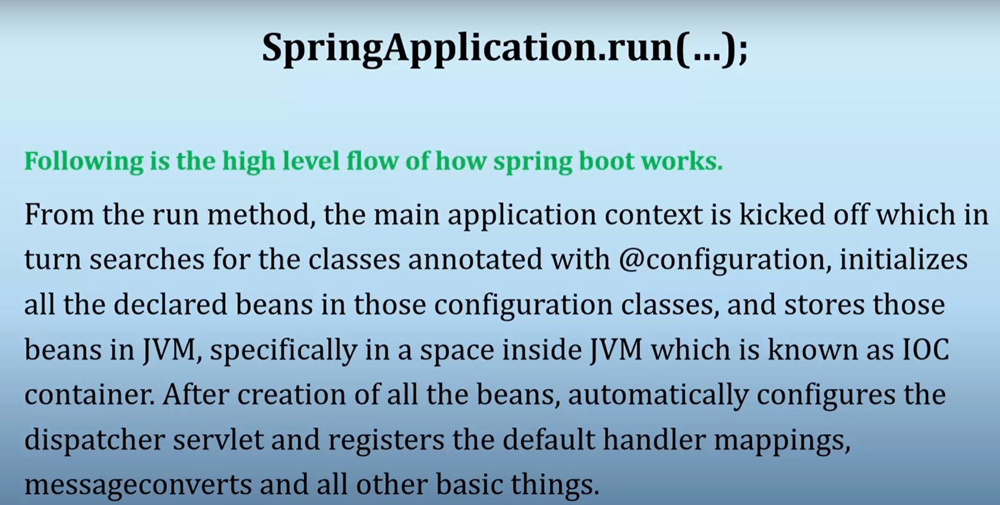 SpringApplication.run(...);
Following is the high level flow of how spring boot works.
From the run method, the main application context is kicked off which in
turn searches for the classes annotated with @configuration, initializes
all the declared beans in those configuration classes, and stores those
beans in JVM, specifically in a space inside JVM which is known as IOC
container. After creation of all the beans, automatically configures the
dispatcher servlet and registers the default handler mappings,
messageconverts and all other basic things.